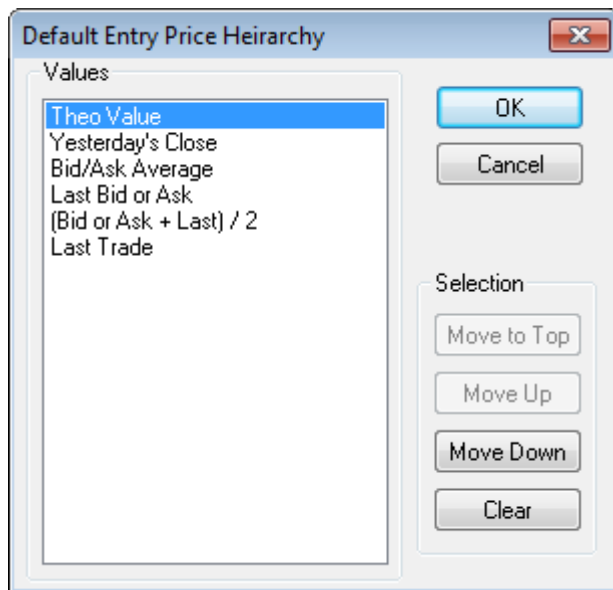 Default Entry Price Heirarchy
Values
Theo Value
Yesterday's Close
Bid/Ask Average
Last Bid or Ask
(Bid or Ask + Last) / 2
Last Trade
OK
Cancel
Selection
Move to Top
Move Up
Move Down
Clear